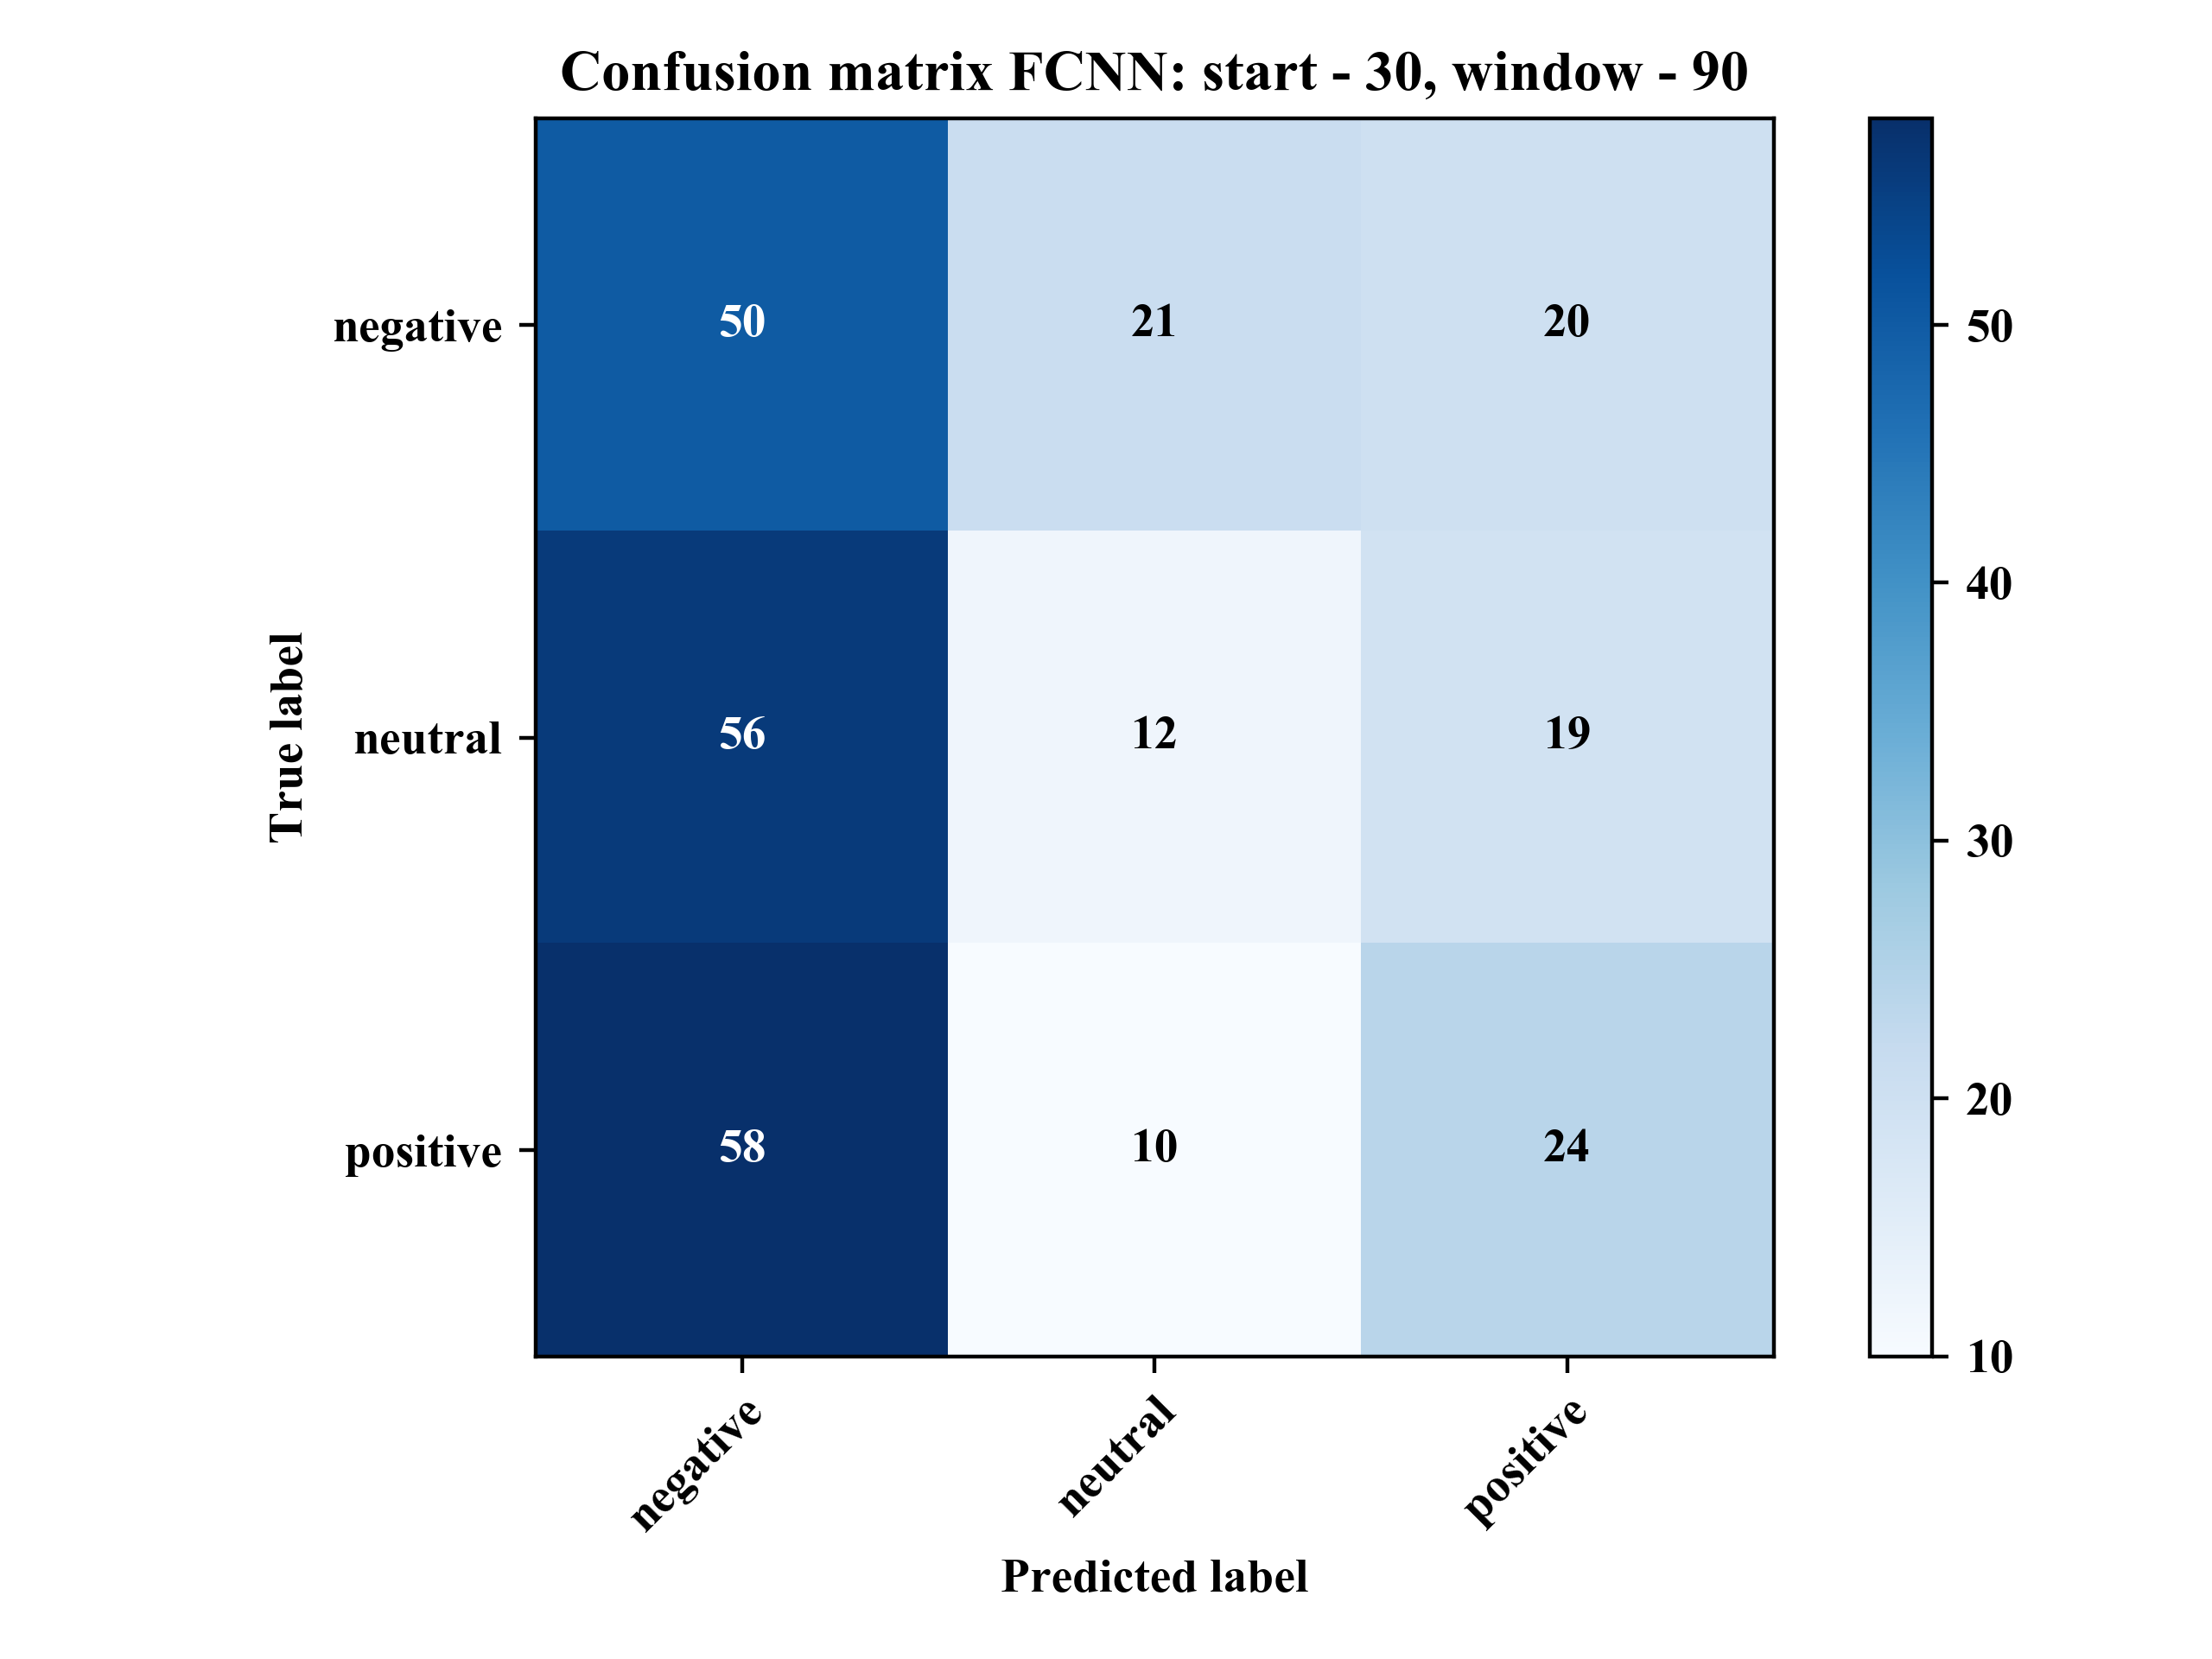 Confusion matrix FCNN: start - 30, window - 90
True label
negative
50
21
20
neutral
56
12
19
positive
58
10
24
negative
neutral
positive
Predicted label
50
40
30
20
10